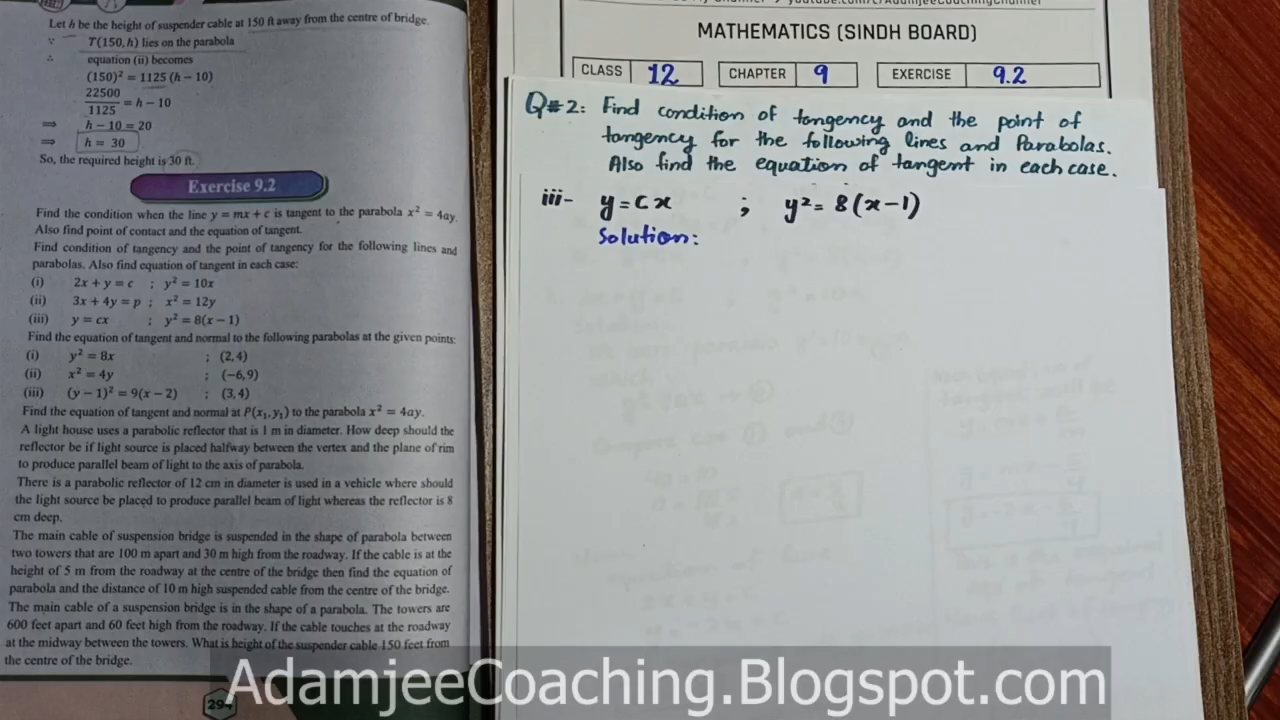 Let h be the height of suspender cable at 150 ft away from the centre of bridge.
∵ T(150, h) lies on the parabola
∴ equation (ii) becomes
(150)² = 1125 (h − 10)
22500/1125 = h − 10
⟹ h − 10 = 20
⟹ h = 30
So, the required height is 30 ft.
Exercise 9.2
Find the condition when the line y = mx + c is tangent to the parabola x² = 4ay.
Also find point of contact and the equation of tangent.
Find condition of tangency and the point of tangency for the following lines and
parabolas. Also find equation of tangent in each case:
(i) 2x + y = c ; y² = 10x
(ii) 3x + 4y = p ; x² = 12y
(iii) y = cx ; y² = 8(x − 1)
Find the equation of tangent and normal to the following parabolas at the given points:
(i) y² = 8x ; (2, 4)
(ii) x² = 4y ; (−6, 9)
(iii) (y − 1)² = 9(x − 2) ; (3, 4)
Find the equation of tangent and normal at P(x₁, y₁) to the parabola x² = 4ay.
A light house uses a parabolic reflector that is 1 m in diameter. How deep should the
reflector be if light source is placed halfway between the vertex and the plane of rim
to produce parallel beam of light to the axis of parabola.
There is a parabolic reflector of 12 cm in diameter is used in a vehicle where should
the light source be placed to produce parallel beam of light whereas the reflector is 8
cm deep.
The main cable of suspension bridge is suspended in the shape of parabola between
two towers that are 100 m apart and 30 m high from the roadway. If the cable is at the
height of 5 m from the roadway at the centre of the bridge then find the equation of
parabola and the distance of 10 m high suspended cable from the centre of the bridge.
The main cable of a suspension bridge is in the shape of a parabola. The towers are
600 feet apart and 60 feet high from the roadway. If the cable touches at the roadway
at the midway between the towers. What is height of the suspender cable 150 feet from
the centre of the bridge.
294
MATHEMATICS (SINDH BOARD)
CLASS 12 CHAPTER 9 EXERCISE 9.2
Q#2: Find condition of tangency and the point of
tangency for the following lines and Parabolas.
Also find the equation of tangent in each case.
iii- y = cx ; y² = 8(x−1)
Solution:
AdamjeeCoaching.Blogspot.com